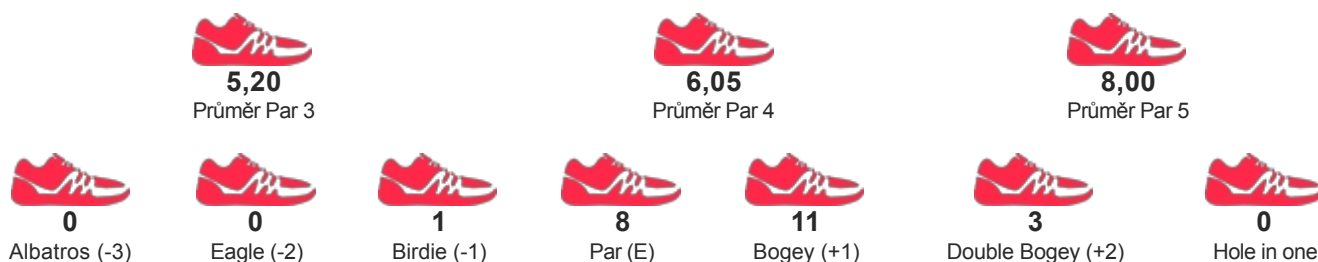 5,20 6,05 8,00
Průměr Par 3 Průměr Par 4 Průměr Par 5
0 0 1 8 11 3 0
Albatros (-3) Eagle (-2) Birdie (-1) Par (E) Bogey (+1) Double Bogey (+2) Hole in one